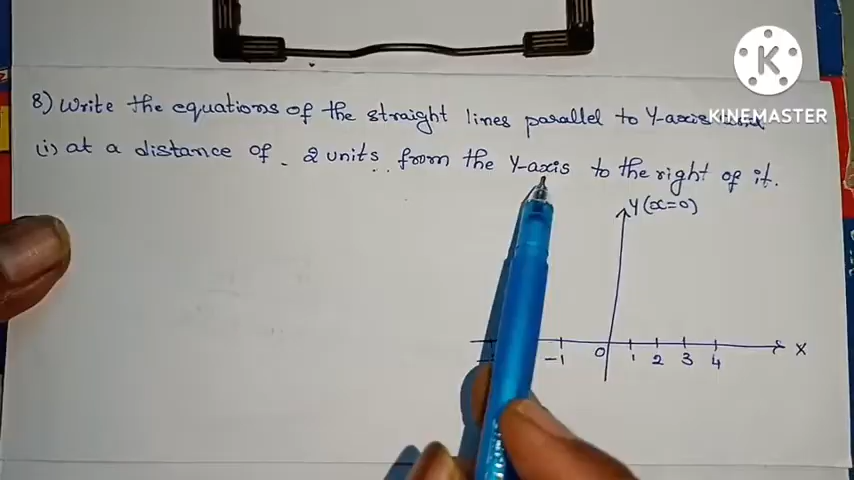 K
KINEMASTER
8) Write the equations of the straight lines parallel to Y-axis
(i) at a distance of 2 units from the Y-axis to the right of it.
Y (x=0)
-1 0 1 2 3 4 X